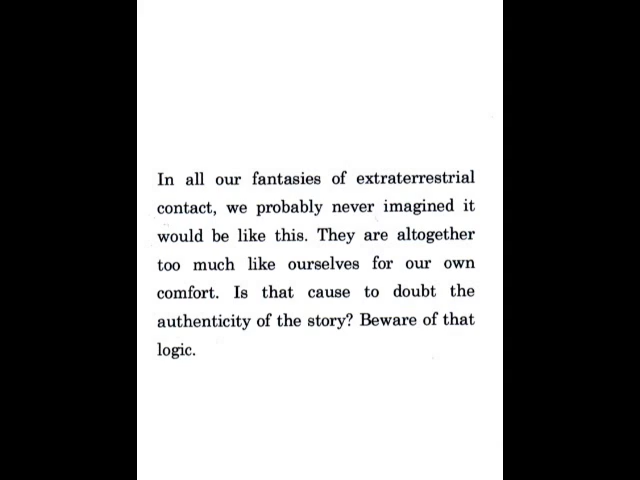 In all our fantasies of extraterrestrial
contact, we probably never imagined it
would be like this. They are altogether
too much like ourselves for our own
comfort. Is that cause to doubt the
authenticity of the story? Beware of that
logic.